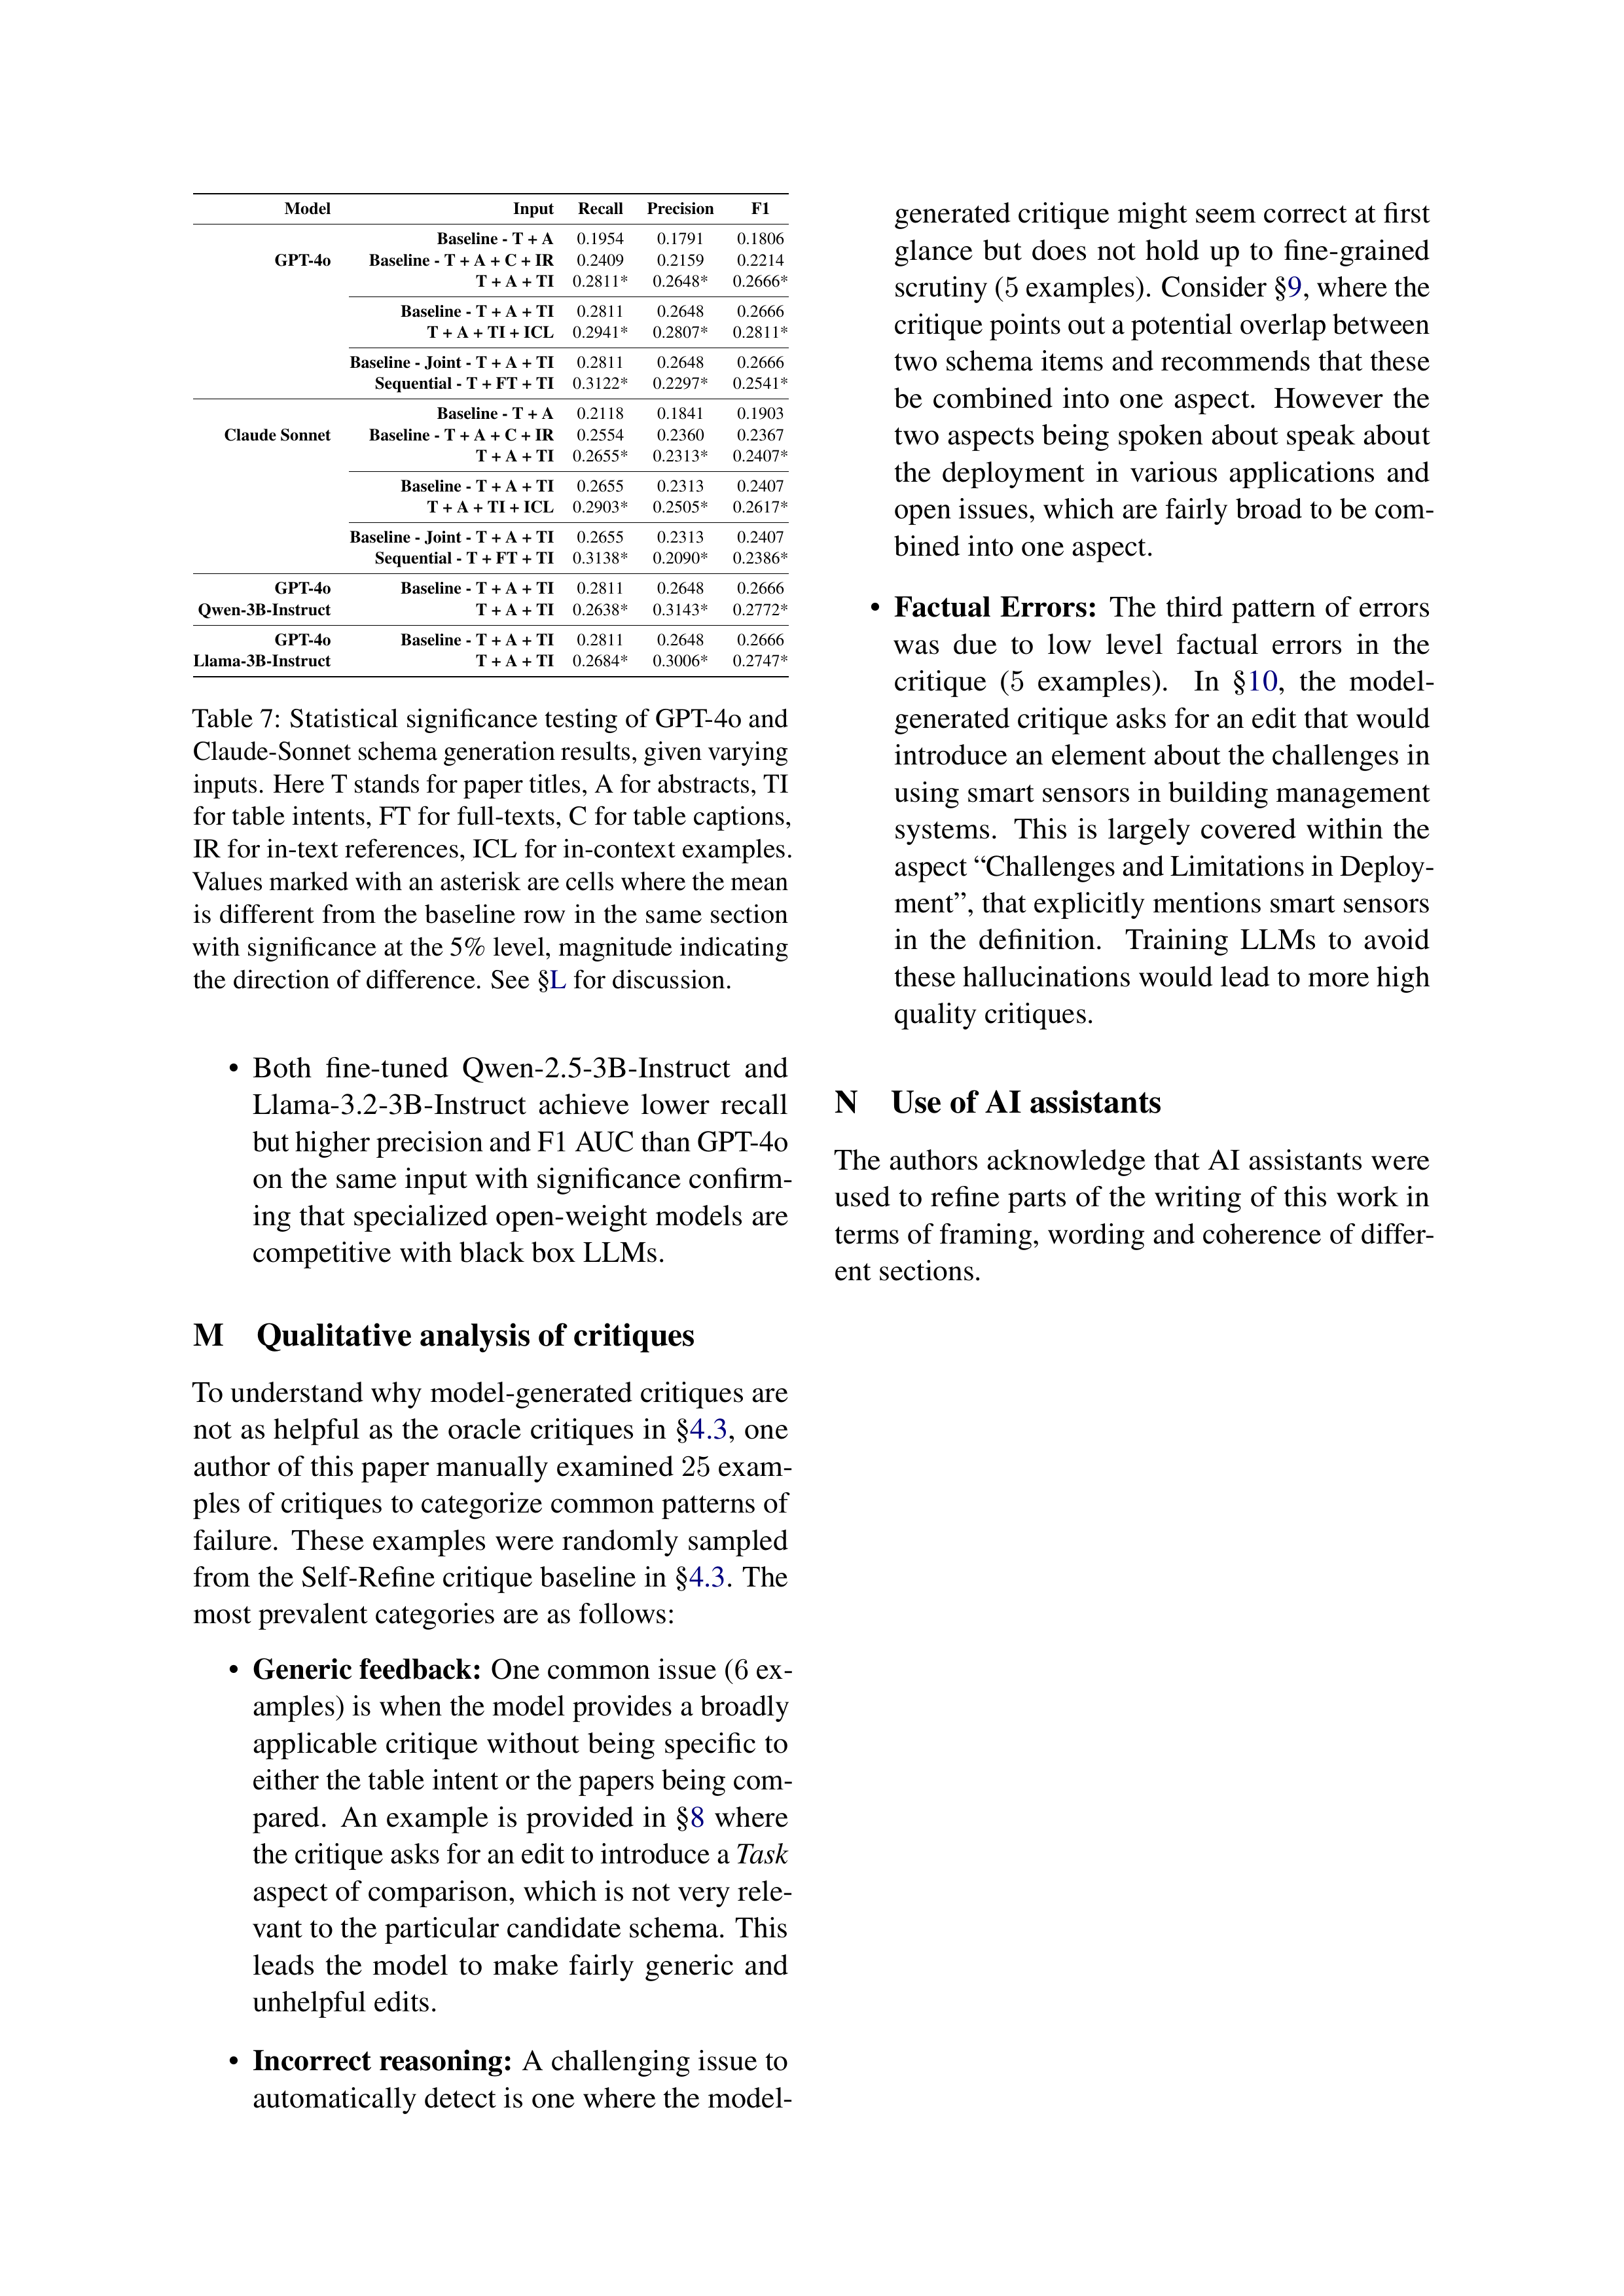 Model Input Recall Precision F1
Baseline - T + A 0.1954 0.1791 0.1806
GPT-4o Baseline - T + A + C + IR 0.2409 0.2159 0.2214
T + A + TI 0.2811* 0.2648* 0.2666*
Baseline - T + A + TI 0.2811 0.2648 0.2666
T + A + TI + ICL 0.2941* 0.2807* 0.2811*
Baseline - Joint - T + A + TI 0.2811 0.2648 0.2666
Sequential - T + FT + TI 0.3122* 0.2297* 0.2541*
Baseline - T + A 0.2118 0.1841 0.1903
Claude Sonnet Baseline - T + A + C + IR 0.2554 0.2360 0.2367
T + A + TI 0.2655* 0.2313* 0.2407*
Baseline - T + A + TI 0.2655 0.2313 0.2407
T + A + TI + ICL 0.2903* 0.2505* 0.2617*
Baseline - Joint - T + A + TI 0.2655 0.2313 0.2407
Sequential - T + FT + TI 0.3138* 0.2090* 0.2386*
GPT-4o Baseline - T + A + TI 0.2811 0.2648 0.2666
Qwen-3B-Instruct T + A + TI 0.2638* 0.3143* 0.2772*
GPT-4o Baseline - T + A + TI 0.2811 0.2648 0.2666
Llama-3B-Instruct T + A + TI 0.2684* 0.3006* 0.2747*
Table 7: Statistical significance testing of GPT-4o and
Claude-Sonnet schema generation results, given varying
inputs. Here T stands for paper titles, A for abstracts, TI
for table intents, FT for full-texts, C for table captions,
IR for in-text references, ICL for in-context examples.
Values marked with an asterisk are cells where the mean
is different from the baseline row in the same section
with significance at the 5% level, magnitude indicating
the direction of difference. See §L for discussion.
• Both fine-tuned Qwen-2.5-3B-Instruct and
Llama-3.2-3B-Instruct achieve lower recall
but higher precision and F1 AUC than GPT-4o
on the same input with significance confirm-
ing that specialized open-weight models are
competitive with black box LLMs.
M Qualitative analysis of critiques
To understand why model-generated critiques are
not as helpful as the oracle critiques in §4.3, one
author of this paper manually examined 25 exam-
ples of critiques to categorize common patterns of
failure. These examples were randomly sampled
from the Self-Refine critique baseline in §4.3. The
most prevalent categories are as follows:
• Generic feedback: One common issue (6 ex-
amples) is when the model provides a broadly
applicable critique without being specific to
either the table intent or the papers being com-
pared. An example is provided in §8 where
the critique asks for an edit to introduce a Task
aspect of comparison, which is not very rele-
vant to the particular candidate schema. This
leads the model to make fairly generic and
unhelpful edits.
• Incorrect reasoning: A challenging issue to
automatically detect is one where the model-
generated critique might seem correct at first
glance but does not hold up to fine-grained
scrutiny (5 examples). Consider §9, where the
critique points out a potential overlap between
two schema items and recommends that these
be combined into one aspect. However the
two aspects being spoken about speak about
the deployment in various applications and
open issues, which are fairly broad to be com-
bined into one aspect.
• Factual Errors: The third pattern of errors
was due to low level factual errors in the
critique (5 examples). In §10, the model-
generated critique asks for an edit that would
introduce an element about the challenges in
using smart sensors in building management
systems. This is largely covered within the
aspect “Challenges and Limitations in Deploy-
ment”, that explicitly mentions smart sensors
in the definition. Training LLMs to avoid
these hallucinations would lead to more high
quality critiques.
N Use of AI assistants
The authors acknowledge that AI assistants were
used to refine parts of the writing of this work in
terms of framing, wording and coherence of differ-
ent sections.